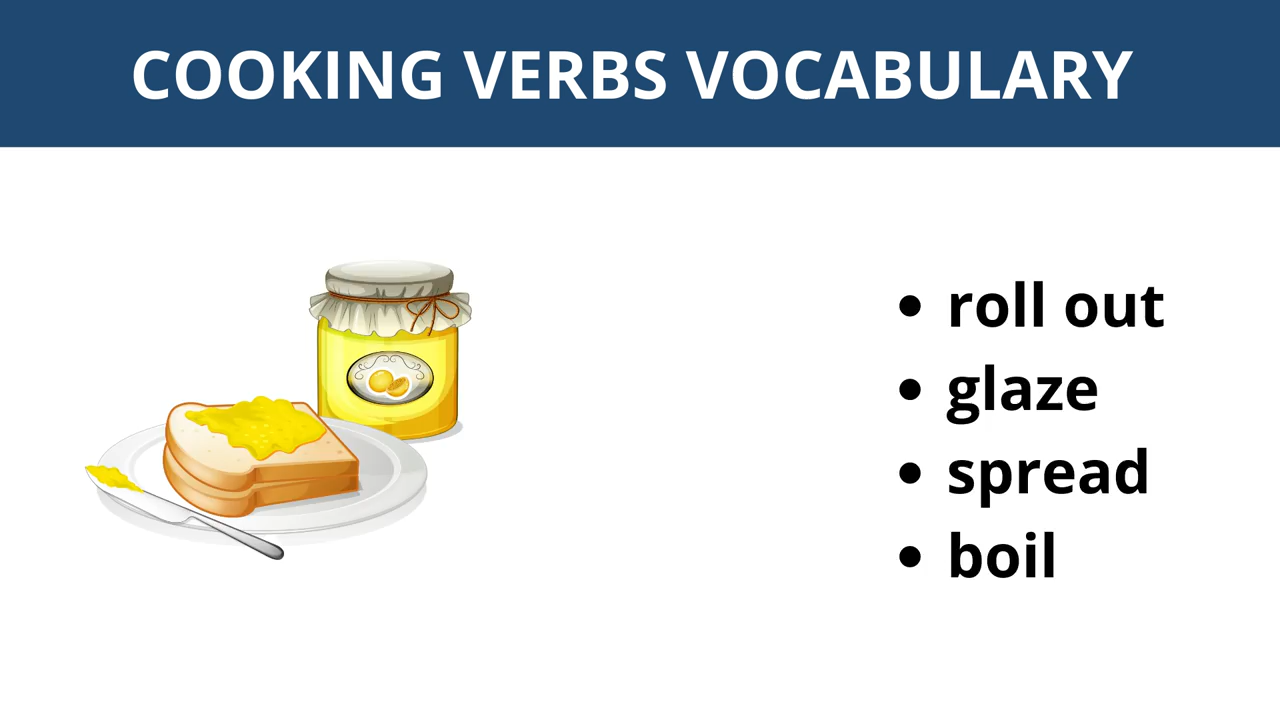 COOKING VERBS VOCABULARY
• roll out
• glaze
• spread
• boil